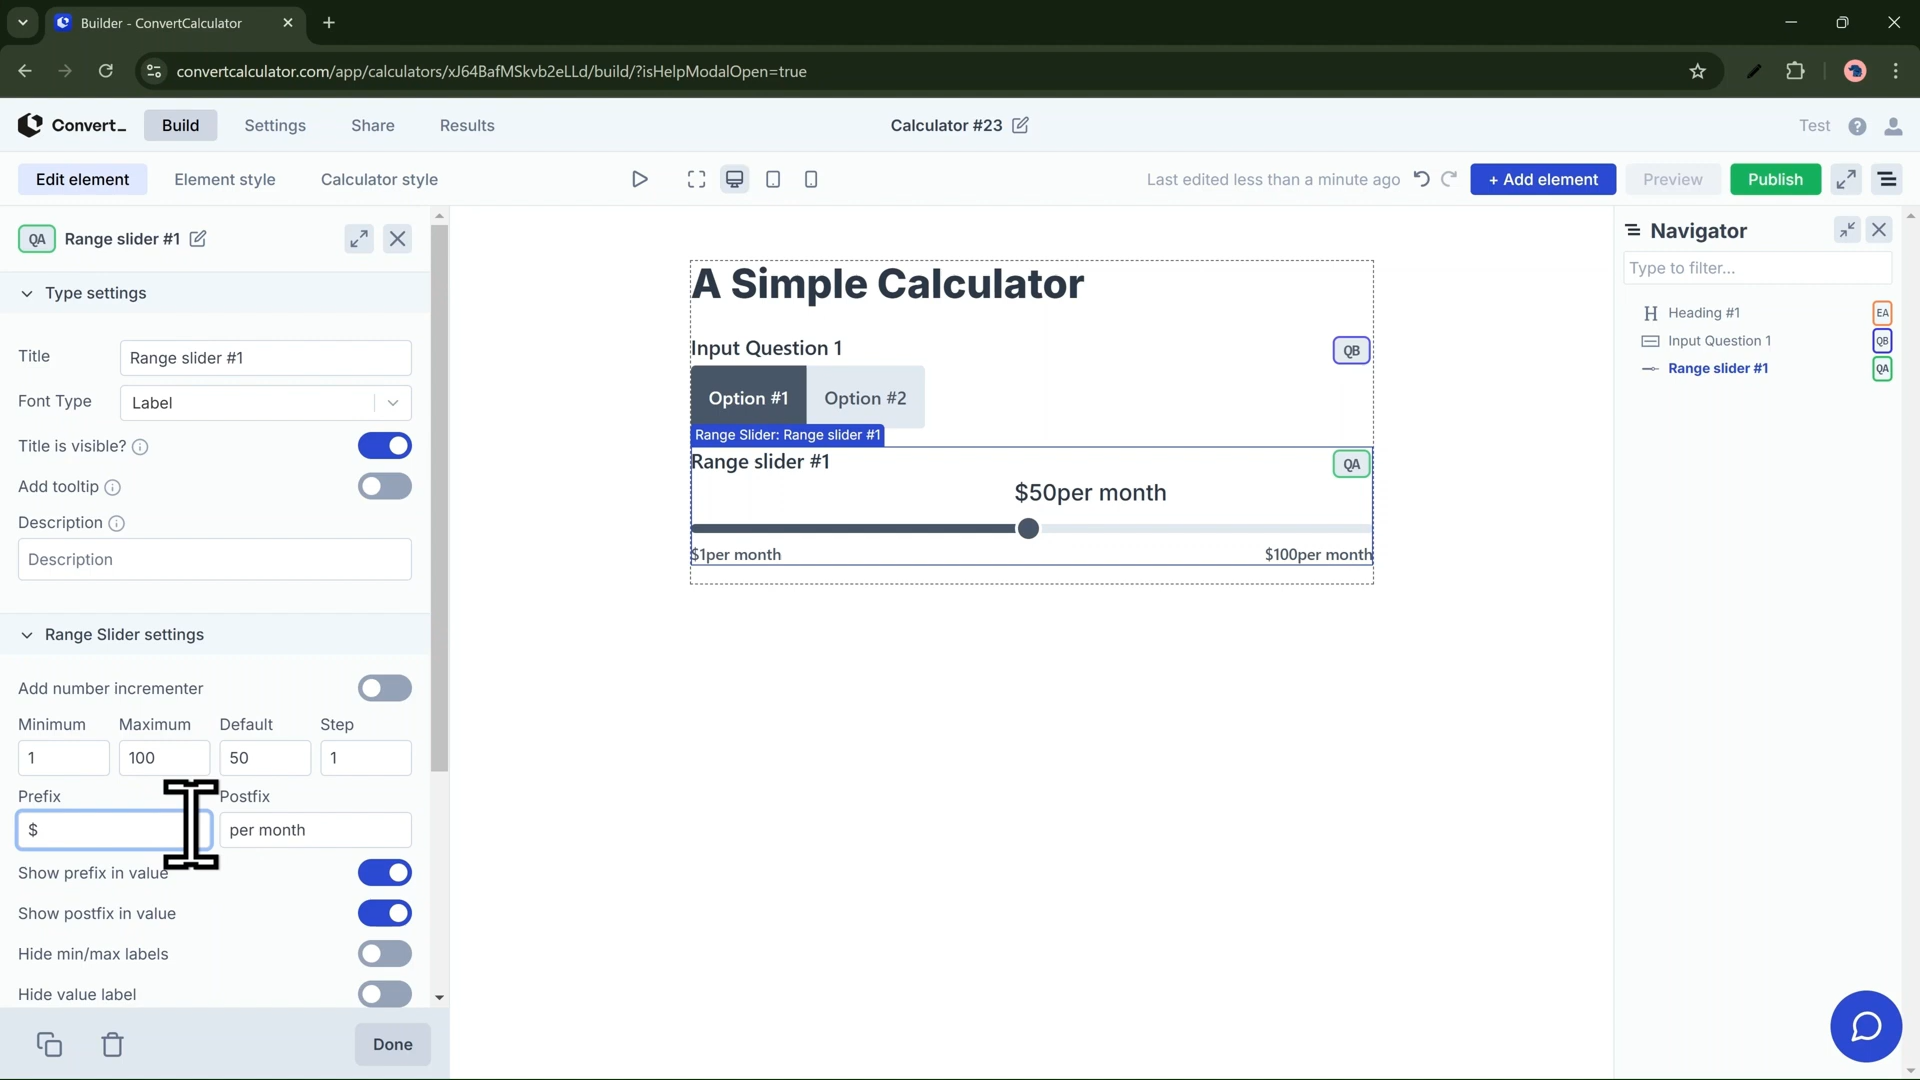 Builder - ConvertCalculator
convertcalculator.com/app/calculators/xJ64BafMSkvb2eLLd/build/?isHelpModalOpen=true
Convert_
Build
Settings
Share
Results
Calculator #23
Test
Edit element
Element style
Calculator style
Last edited less than a minute ago
+ Add element
Preview
Publish
QA
Range slider #1
Type settings
Title
Range slider #1
Font Type
Label
Title is visible?
Add tooltip
Description
Description
Range Slider settings
Add number incrementer
Minimum
Maximum
Default
Step
1
100
50
1
Prefix
Postfix
$
per month
Show prefix in value
Show postfix in value
Hide min/max labels
Hide value label
Done
A Simple Calculator
Input Question 1
QB
Option #1
Option #2
Range Slider: Range slider #1
Range slider #1
QA
$50per month
$1per month
$100per month
Navigator
Type to filter...
Heading #1
EA
Input Question 1
QB
Range slider #1
QA